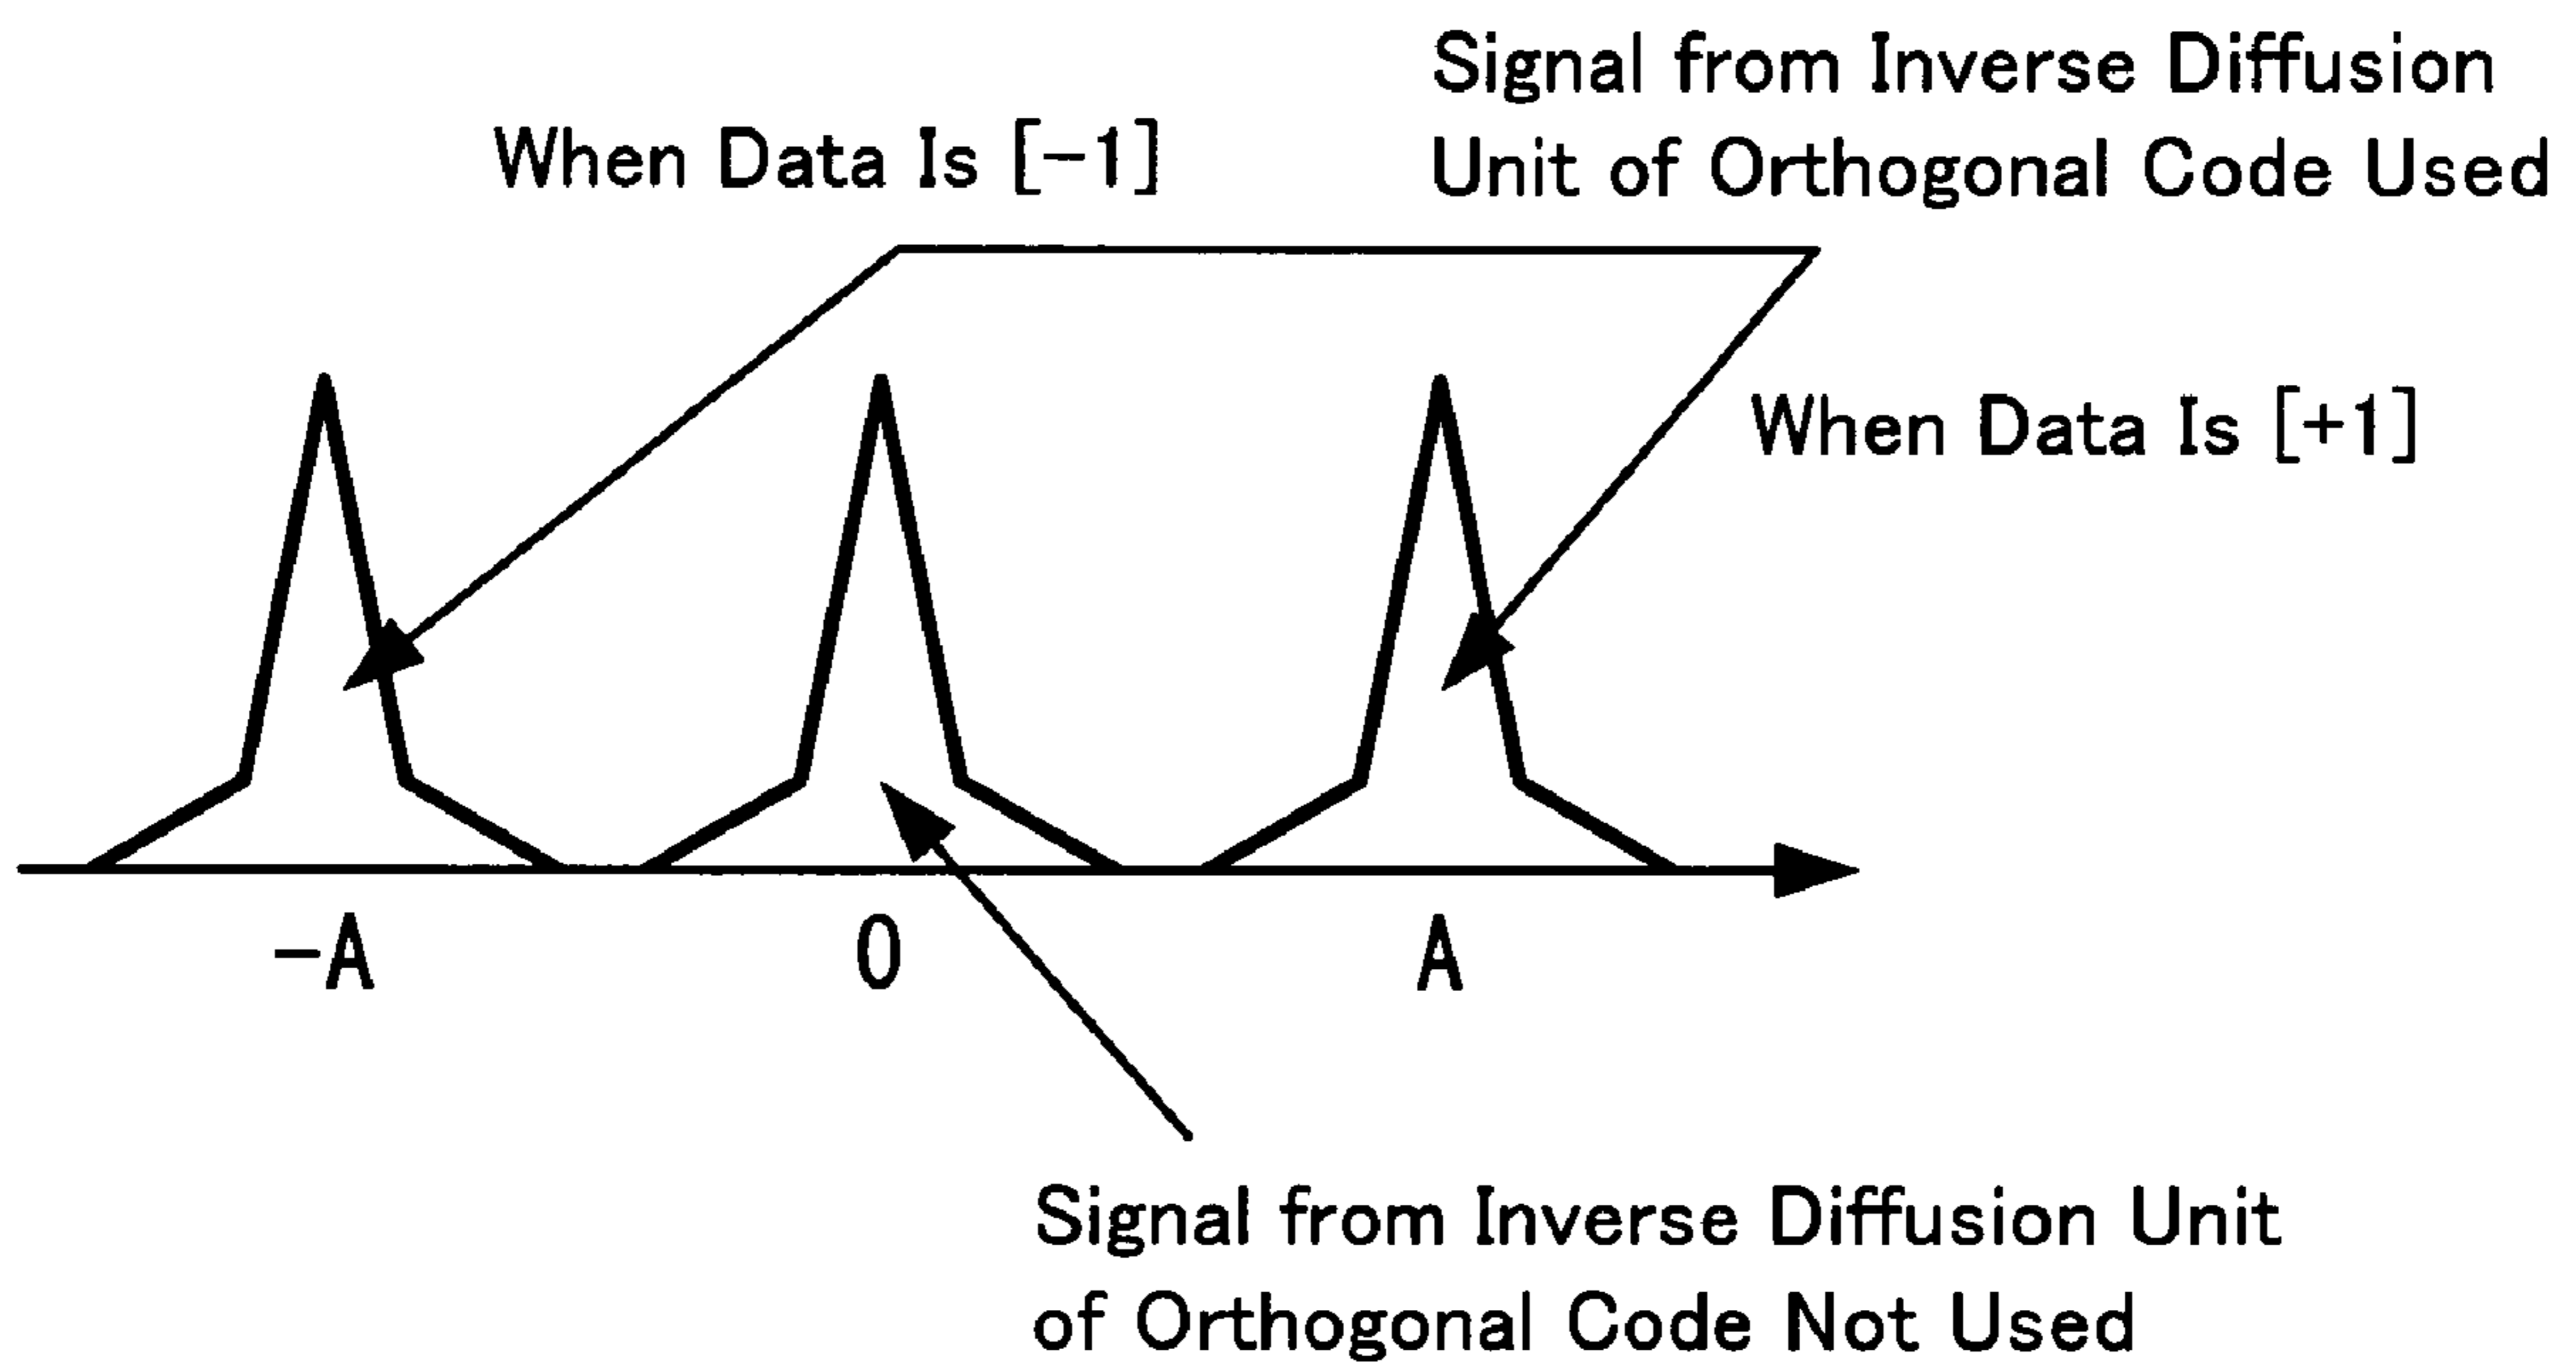 Signal from Inverse Diffusion
Unit of Orthogonal Code Used
When Data Is [-1]
When Data Is [+1]
-A
0
A
Signal from Inverse Diffusion Unit
of Orthogonal Code Not Used